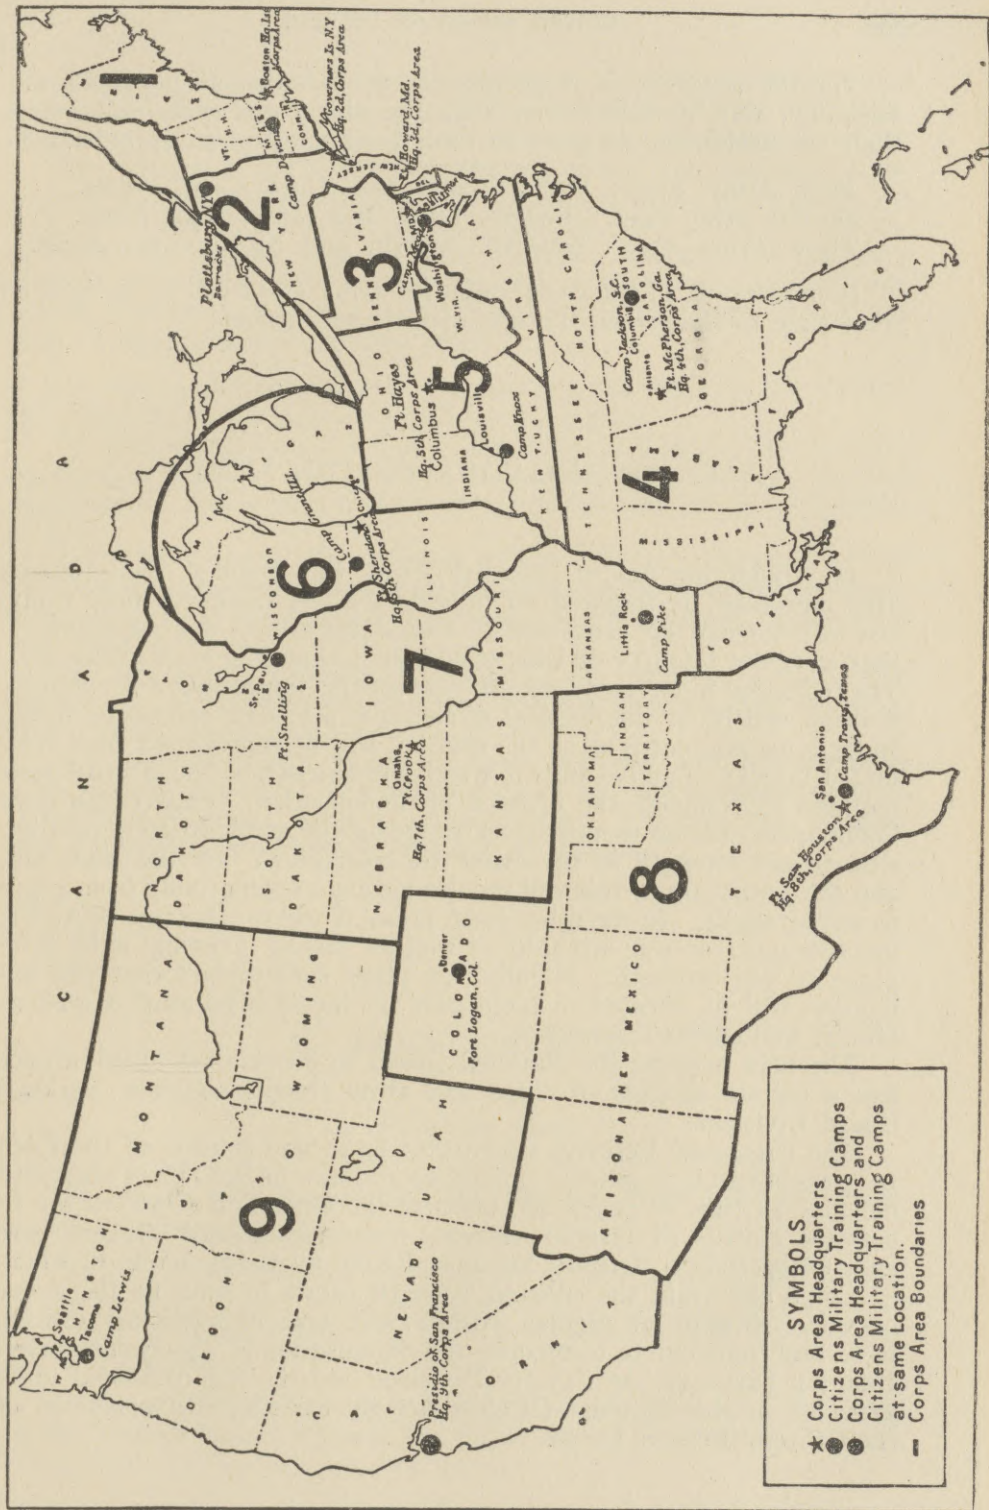 CANADA
1
2
3
4
5
6
7
8
9
Seattle
Tacoma
Camp Lewis
OREGON
NEVADA
Presidio of San Francisco
Hq. 9th. Corps Area
MONTANA
WYOMING
UTAH
ARIZONA
NEW MEXICO
COLORADO
Denver
Fort Logan, Col.
NORTH DAKOTA
SOUTH DAKOTA
NEBRASKA
Omaha
Ft. Crook
Hq. 7th. Corps Area
KANSAS
OKLAHOMA
INDIAN TERRITORY
TEXAS
San Antonio
Ft. Sam Houston
Hq. 8th. Corps Area
Camp Travis, Texas
St. Paul
Ft. Snelling
IOWA
MISSOURI
ARKANSAS
Little Rock
Camp Pike
WISCONSIN
Camp Grant Ill.
Chicago
Ft. Sheridan
Hq. 6th Corps Area
ILLINOIS
INDIANA
OHIO
Ft. Hayes
Hq. 5th Corps Area
Columbus
Louisville
Camp Knox
KENTUCKY
W. VIR.
TENNESSEE
MISSISSIPPI
GEORGIA
Atlanta
Ft. McPherson, Ga.
Hq. 4th, Corps Area
Camp Jackson, S.C.
Columbia
SOUTH CAROLINA
NORTH CAROLINA
VIRGINIA
Washington
PENNSYLVANIA
Ft. Howard, Md.
Hq. 3d, Corps Area
NEW JERSEY
Governors Is. N.Y
Hq. 2d, Corps Area
NEW YORK
Plattsburg N.Y.
Barracks
Camp Devens
VT.
N.H.
MASS
CONN.
Boston Hq. 1st
Corps Area
SYMBOLS
Corps Area Headquarters
Citizens Military Training Camps
Corps Area Headquarters and
Citizens Military Training Camps
at same Location.
Corps Area Boundaries